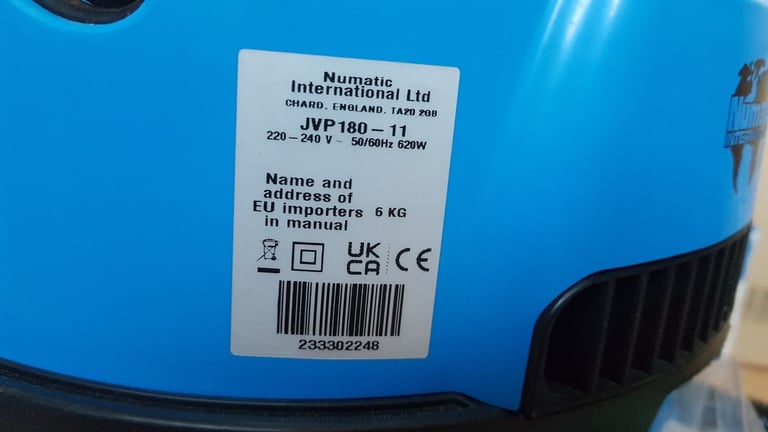 Numatic
International Ltd
CHARD. ENGLAND. TA20 2GB
JVP180-11
220-240 V ~ 50/60Hz 620W
Name and
address of
EU importers 6 KG
in manual
UK
CA CE
233302248